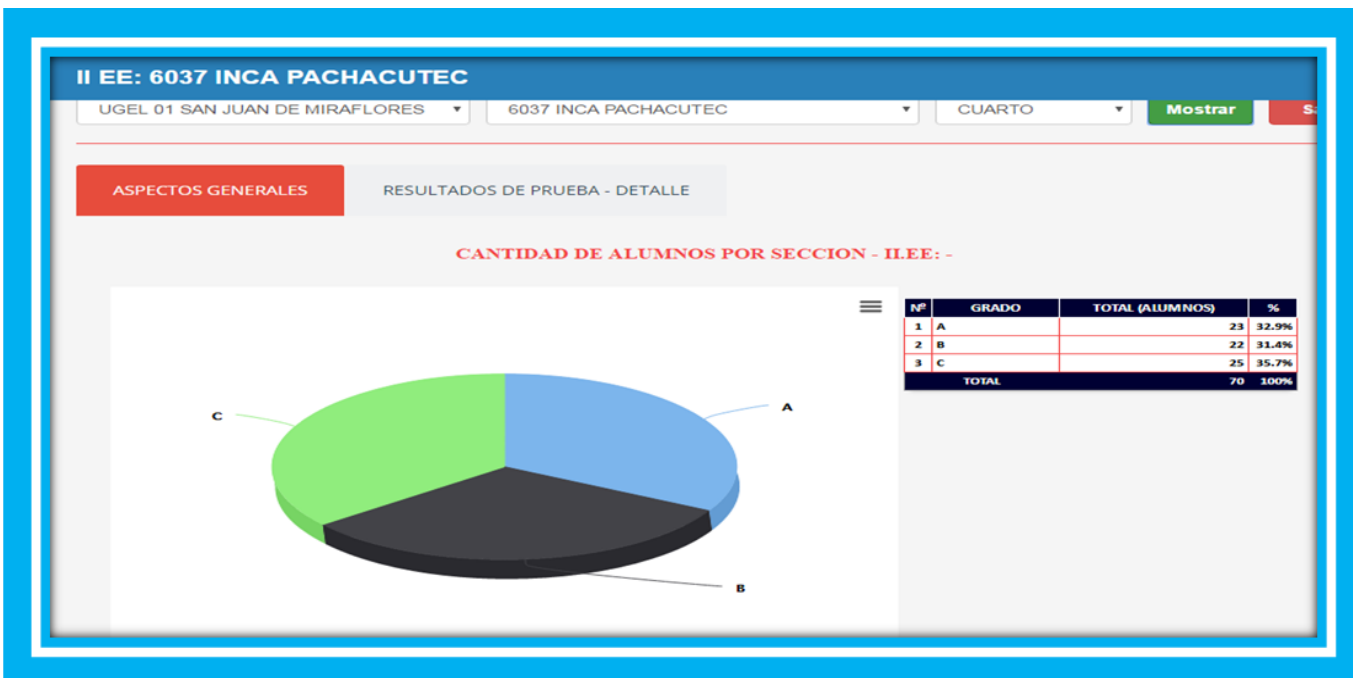 II EE: 6037 INCA PACHACUTEC
UGEL 01 SAN JUAN DE MIRAFLORES 6037 INCA PACHACUTEC CUARTO Mostrar
ASPECTOS GENERALES RESULTADOS DE PRUEBA - DETALLE
CANTIDAD DE ALUMNOS POR SECCION - II.EE: -
Nº GRADO TOTAL (ALUMNOS) %
1 A 23 32.9%
2 B 22 31.4%
3 C 25 35.7%
TOTAL 70 100%
A
C
B